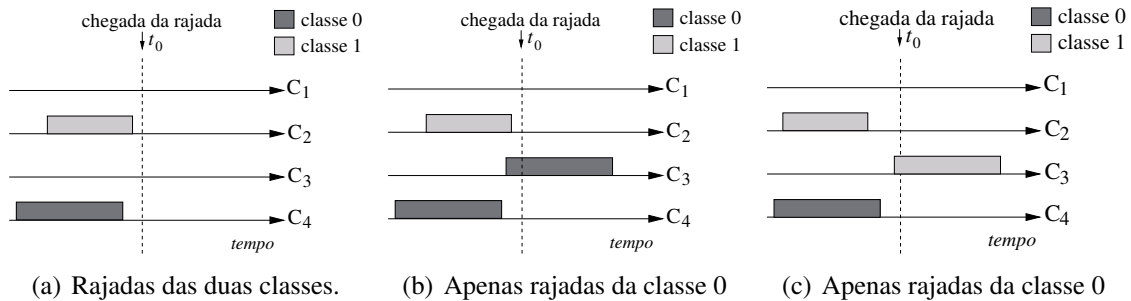 chegada da rajada
t0
classe 0
classe 1
C1
C2
C3
C4
tempo
(a) Rajadas das duas classes.
chegada da rajada
t0
classe 0
classe 1
C1
C2
C3
C4
tempo
(b) Apenas rajadas da classe 0
chegada da rajada
t0
classe 0
classe 1
C1
C2
C3
C4
tempo
(c) Apenas rajadas da classe 0